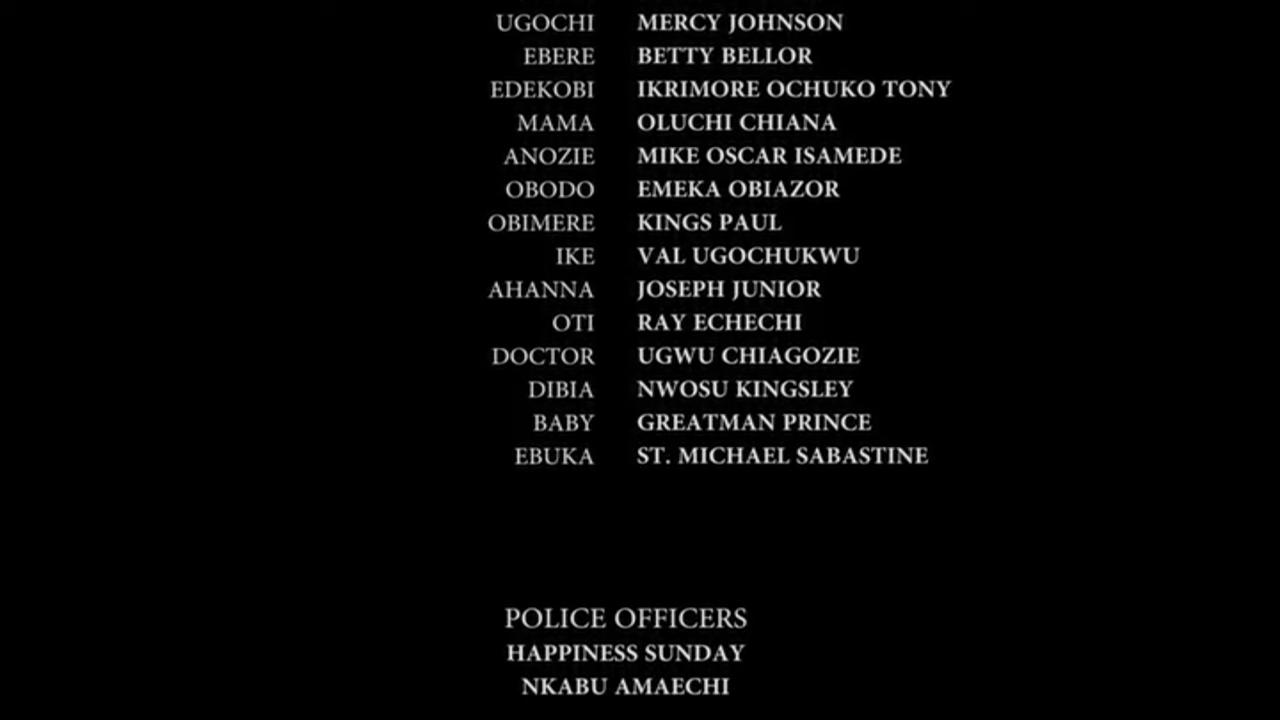 UGOCHI MERCY JOHNSON
EBERE BETTY BELLOR
EDEKOBI IKRIMORE OCHUKO TONY
MAMA OLUCHI CHIANA
ANOZIE MIKE OSCAR ISAMEDE
OBODO EMEKA OBIAZOR
OBIMERE KINGS PAUL
IKE VAL UGOCHUKWU
AHANNA JOSEPH JUNIOR
OTI RAY ECHECHI
DOCTOR UGWU CHIAGOZIE
DIBIA NWOSU KINGSLEY
BABY GREATMAN PRINCE
EBUKA ST. MICHAEL SABASTINE
POLICE OFFICERS
HAPPINESS SUNDAY
NKABU AMAECHI